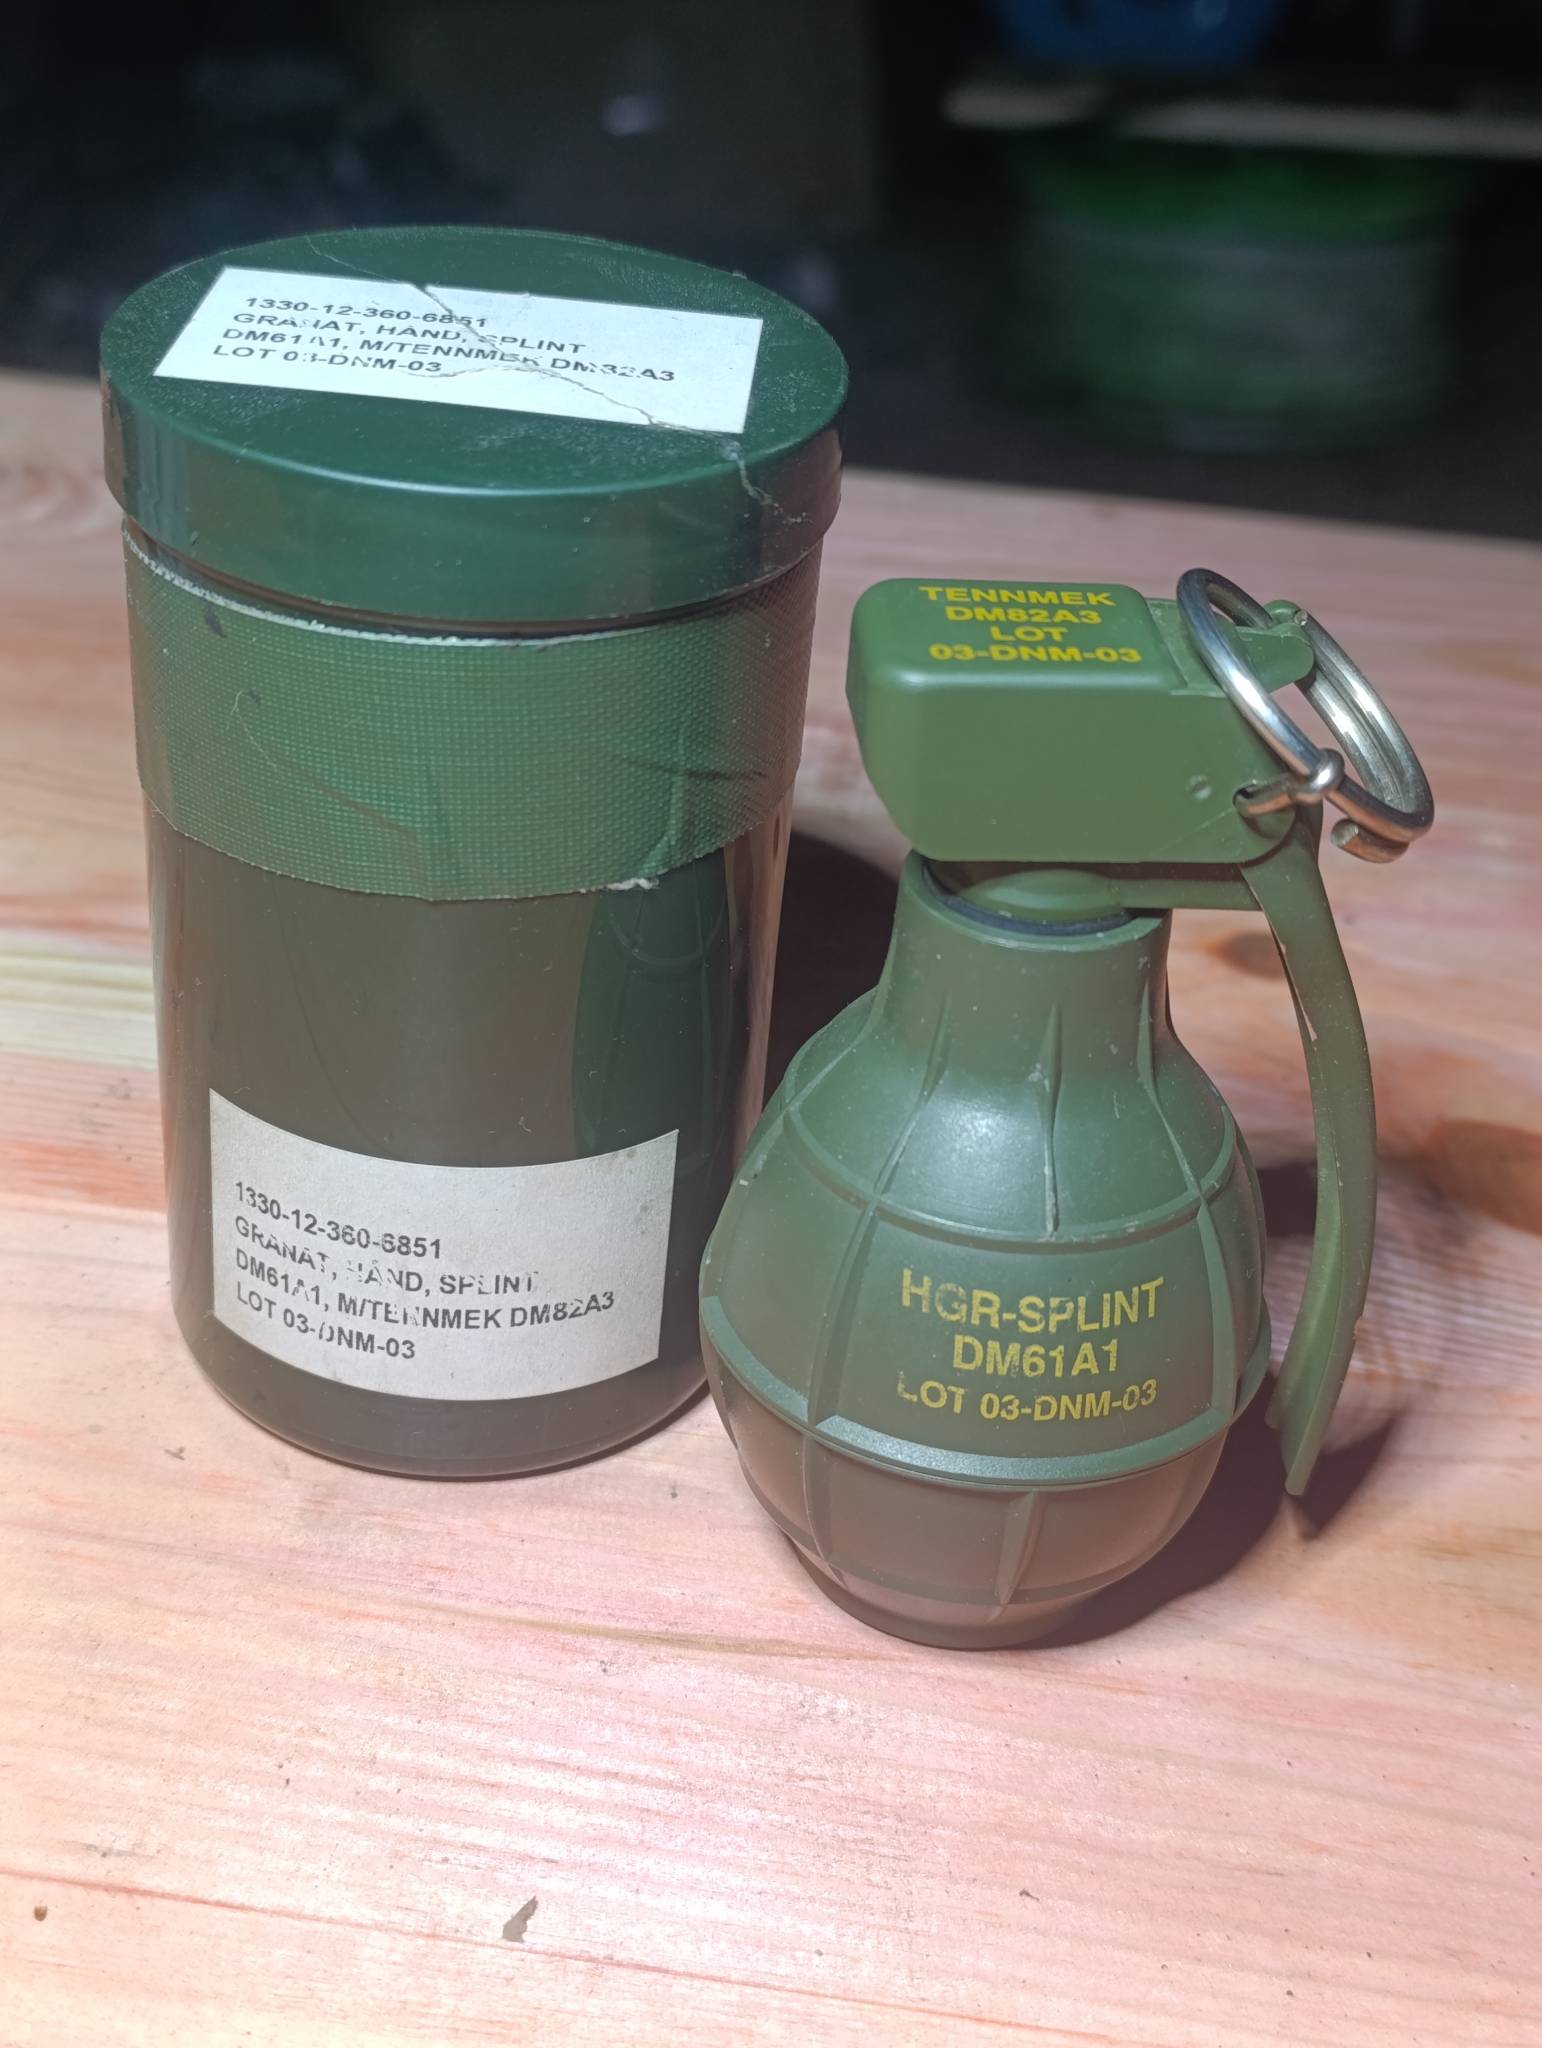 1330-12-360-6851
GRANAT, HÅND, SPLINT
DM61A1, M/TENNMEK DM82A3
LOT 03-DNM-03
1330-12-360-6851
GRANAT, HÅND, SPLINT
DM61A1, M/TENNMEK DM82A3
LOT 03-DNM-03
TENNMEK
DM82A3
LOT
03-DNM-03
HGR-SPLINT
DM61A1
LOT 03-DNM-03